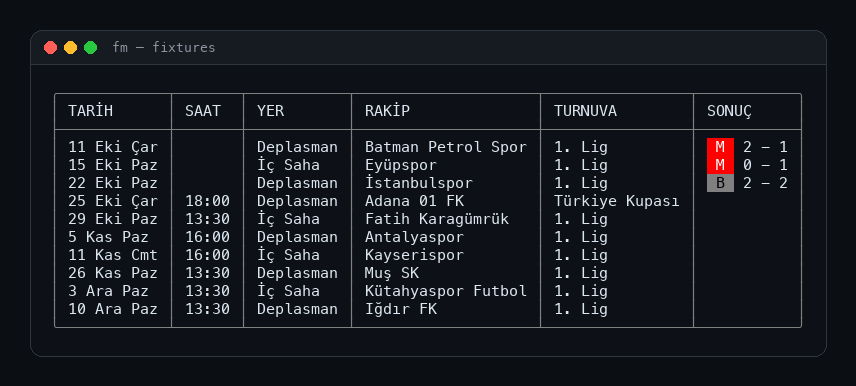 fm — fixtures
TARİH SAAT YER RAKİP TURNUVA SONUÇ
11 Eki Çar Deplasman Batman Petrol Spor 1. Lig M 2 – 1
15 Eki Paz İç Saha Eyüpspor 1. Lig M 0 – 1
22 Eki Paz Deplasman İstanbulspor 1. Lig B 2 – 2
25 Eki Çar 18:00 Deplasman Adana 01 FK Türkiye Kupası
29 Eki Paz 13:30 İç Saha Fatih Karagümrük 1. Lig
5 Kas Paz 16:00 Deplasman Antalyaspor 1. Lig
11 Kas Cmt 16:00 İç Saha Kayserispor 1. Lig
26 Kas Paz 13:30 Deplasman Muş SK 1. Lig
3 Ara Paz 13:30 İç Saha Kütahyaspor Futbol 1. Lig
10 Ara Paz 13:30 Deplasman Iğdır FK 1. Lig